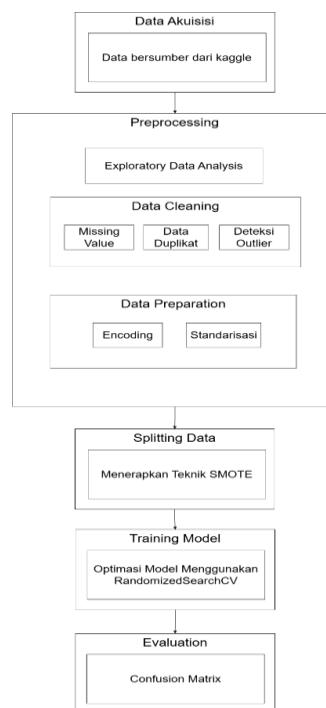 Data Akuisisi
Data bersumber dari kaggle
Preprocessing
Exploratory Data Analysis
Data Cleaning
Missing
Value
Data
Duplikat
Deteksi
Outlier
Data Preparation
Encoding
Standarisasi
Splitting Data
Menerapkan Teknik SMOTE
Training Model
Optimasi Model Menggunakan
RandomizedSearchCV
Evaluation
Confusion Matrix